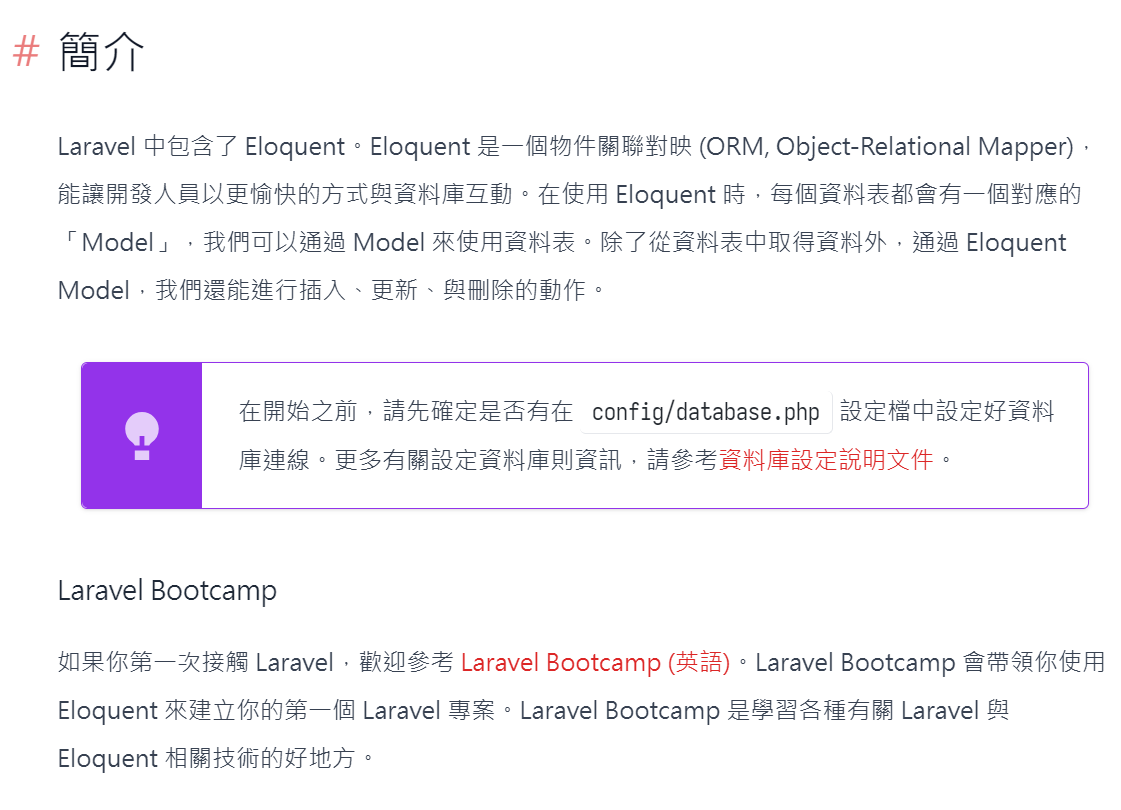 # 簡介
Laravel 中包含了 Eloquent。Eloquent 是一個物件關聯對映 (ORM, Object-Relational Mapper)，
能讓開發人員以更愉快的方式與資料庫互動。在使用 Eloquent 時，每個資料表都會有一個對應的
「Model」，我們可以通過 Model 來使用資料表。除了從資料表中取得資料外，通過 Eloquent
Model，我們還能進行插入、更新、與刪除的動作。
在開始之前，請先確定是否有在 config/database.php 設定檔中設定好資料
庫連線。更多有關設定資料庫則資訊，請參考資料庫設定說明文件。
Laravel Bootcamp
如果你第一次接觸 Laravel，歡迎參考 Laravel Bootcamp (英語)。Laravel Bootcamp 會帶領你使用
Eloquent 來建立你的第一個 Laravel 專案。Laravel Bootcamp 是學習各種有關 Laravel 與
Eloquent 相關技術的好地方。